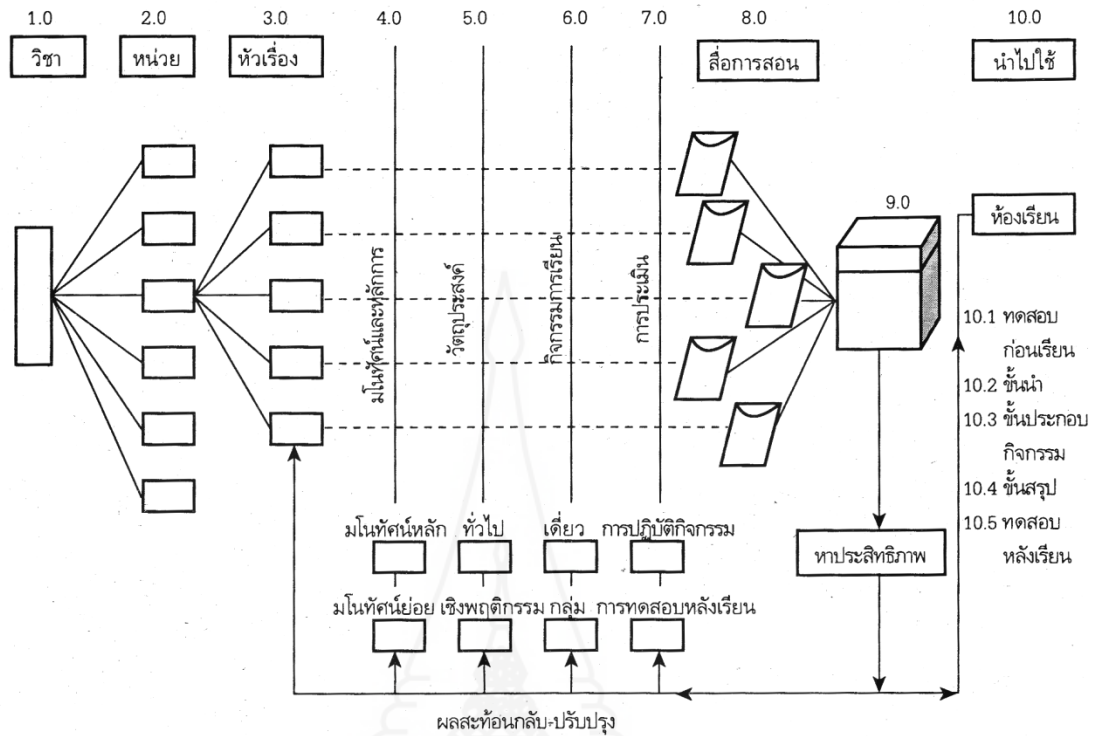 1.0 2.0 3.0 4.0 5.0 6.0 7.0 8.0 10.0
วิชา หน่วย หัวเรื่อง สื่อการสอน นำไปใช้
9.0
ห้องเรียน
มโนทัศน์และหลักการ
วัตถุประสงค์
กิจกรรมการเรียน
การประเมิน
10.1 ทดสอบ
ก่อนเรียน
10.2 ขั้นนำ
10.3 ขั้นประกอบ
กิจกรรม
10.4 ขั้นสรุป
10.5 ทดสอบ
หลังเรียน
มโนทัศน์หลัก ทั่วไป เดี่ยว การปฏิบัติกิจกรรม
หาประสิทธิภาพ
มโนทัศน์ย่อย เชิงพฤติกรรม กลุ่ม การทดสอบหลังเรียน
ผลสะท้อนกลับ-ปรับปรุง